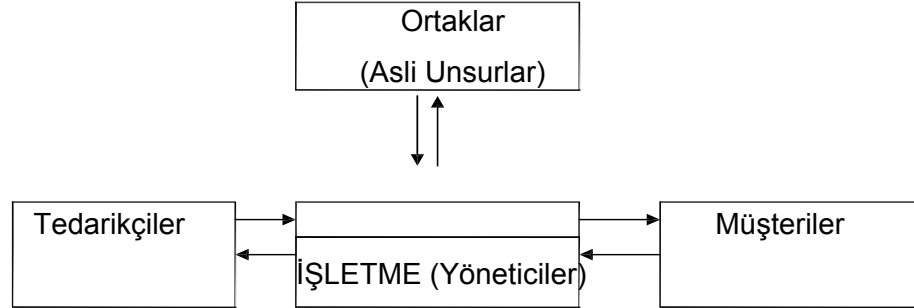 Ortaklar
(Asli Unsurlar)
Tedarikçiler
Müşteriler
İŞLETME (Yöneticiler)